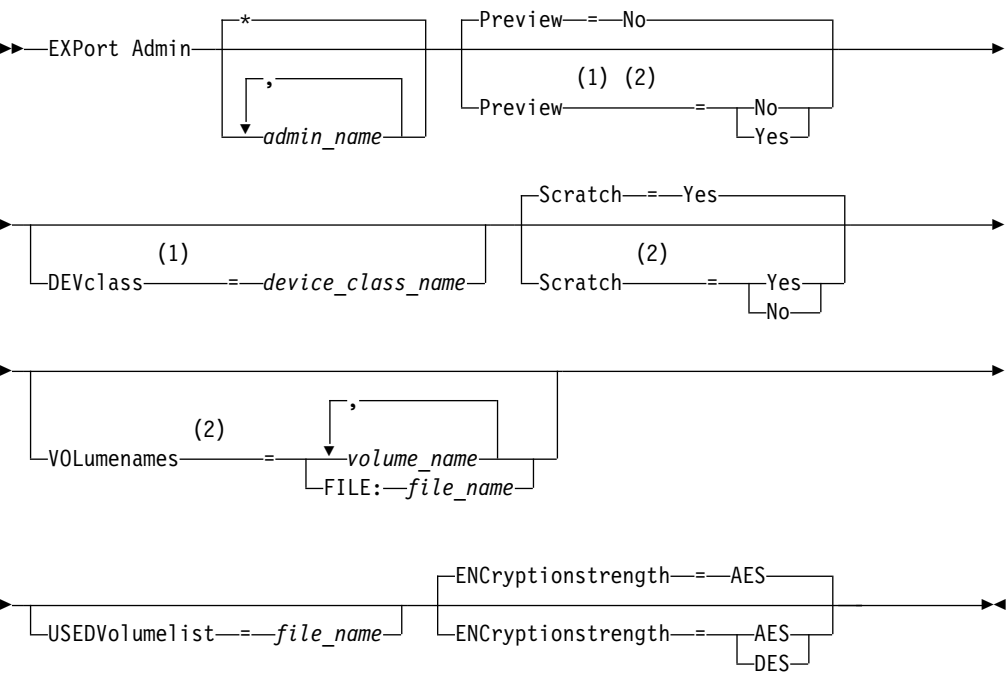 * Preview = No
EXPort Admin
, (1) (2)
Preview = No
admin_name Yes
Scratch = Yes
(1) (2)
DEVclass = device_class_name Scratch = Yes
No
,
(2)
VOLumenames = volume_name
FILE: file_name
ENCryptionstrength = AES
USEDVolumelist = file_name ENCryptionstrength = AES
DES